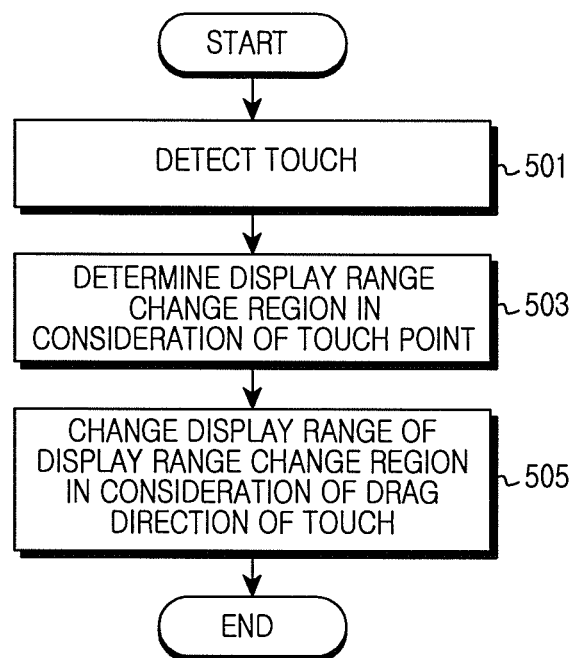 START
DETECT TOUCH
501
DETERMINE DISPLAY RANGE
CHANGE REGION IN
CONSIDERATION OF TOUCH POINT
503
CHANGE DISPLAY RANGE OF
DISPLAY RANGE CHANGE REGION
IN CONSIDERATION OF DRAG
DIRECTION OF TOUCH
505
END